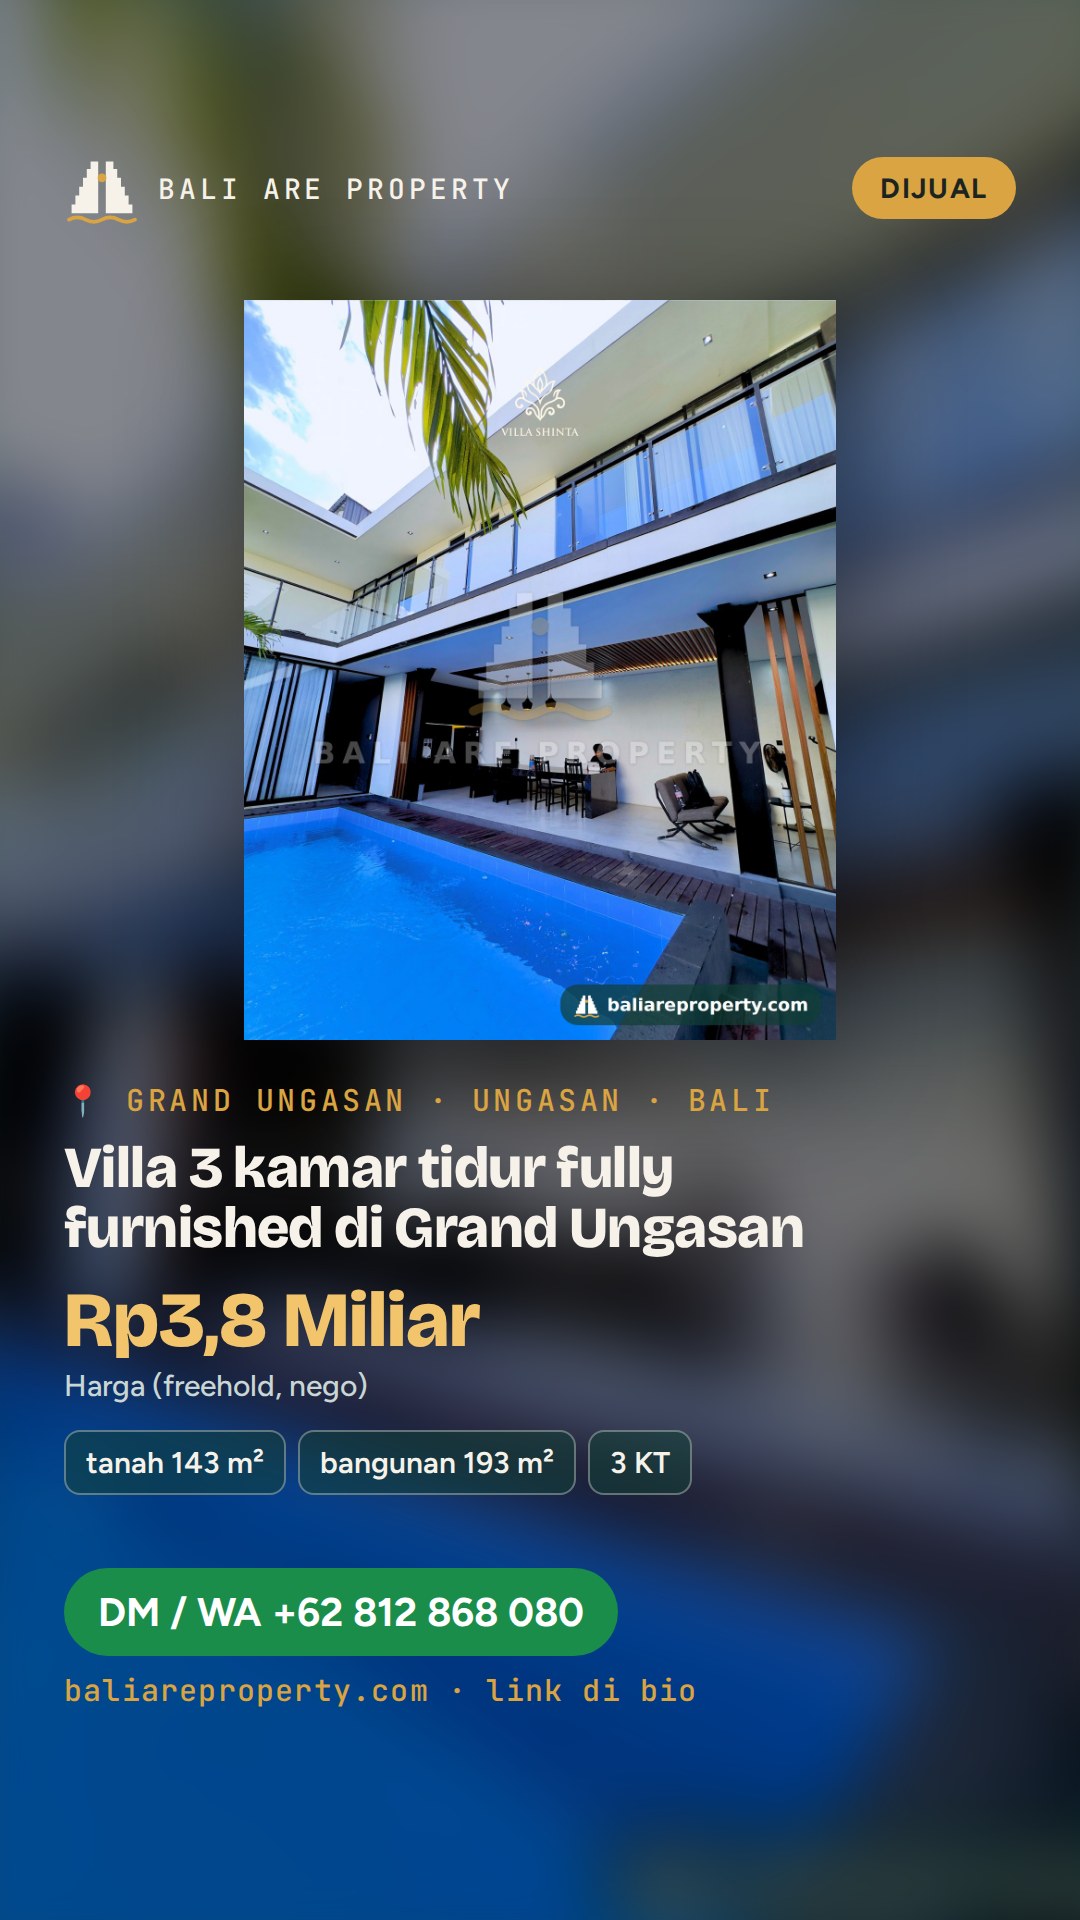 BALI ARE PROPERTY
DIJUAL
VILLA SHINTA
BALI ARE PROPERTY
baliareproperty.com
📍 GRAND UNGASAN · UNGASAN · BALI
Villa 3 kamar tidur fully
furnished di Grand Ungasan
Rp3,8 Miliar
Harga (freehold, nego)
tanah 143 m²
bangunan 193 m²
3 KT
DM / WA +62 812 868 080
baliareproperty.com · link di bio